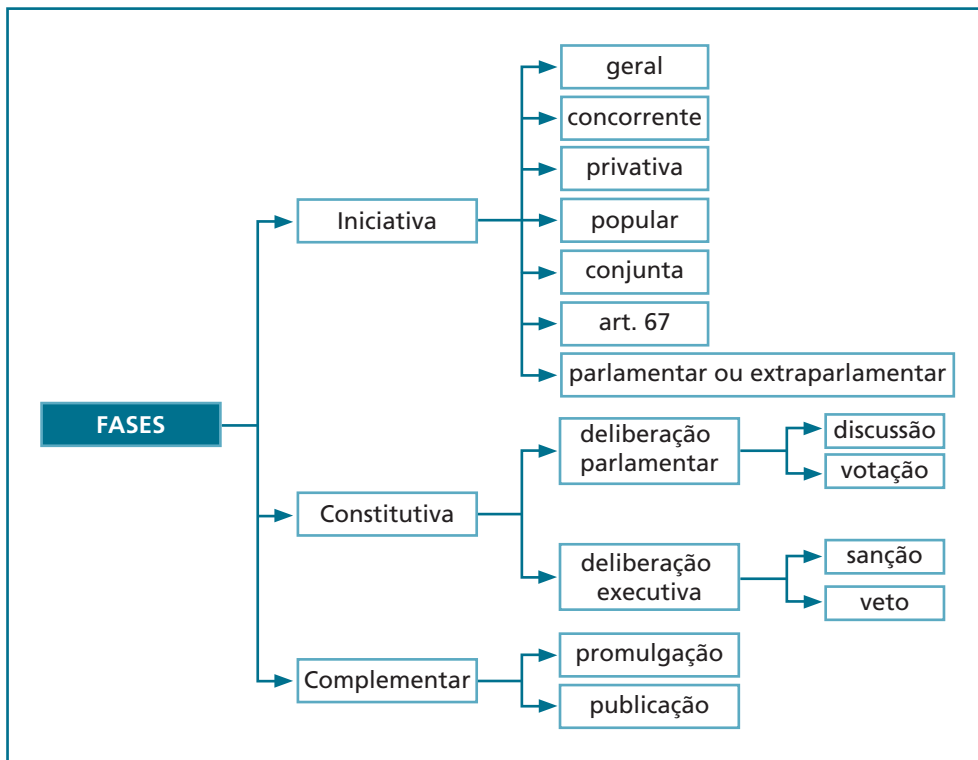 FASES
Iniciativa
geral
concorrente
privativa
popular
conjunta
art. 67
parlamentar ou extraparlamentar
Constitutiva
deliberação
parlamentar
discussão
votação
deliberação
executiva
sanção
veto
Complementar
promulgação
publicação